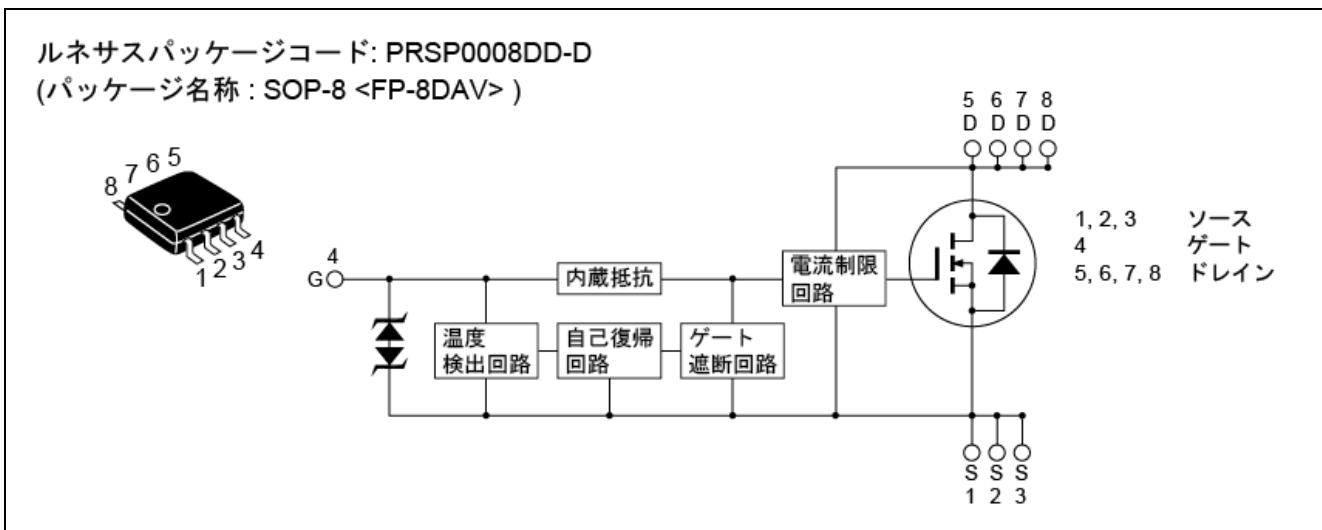 ルネサスパッケージコード: PRSP0008DD-D
(パッケージ名称 : SOP-8 <FP-8DAV> )
5 6 7 8
D D D D
8 7 6 5
1 2 3 4
1, 2, 3 ソース
4 ゲート
5, 6, 7, 8 ドレイン
4
G
内蔵抵抗
電流制限
回路
温度
検出回路
自己復帰
回路
ゲート
遮断回路
S S S
1 2 3